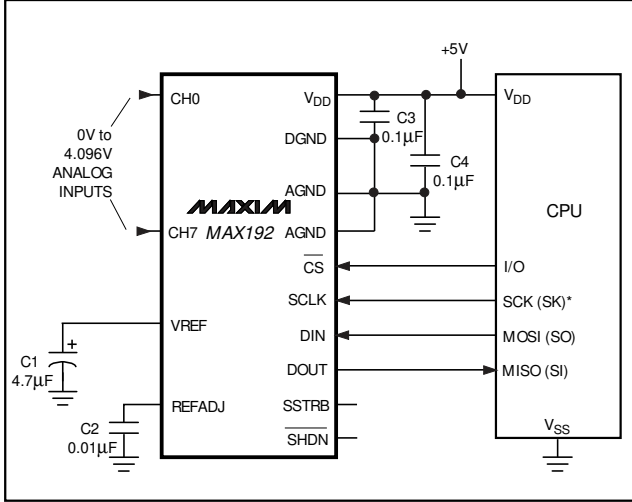 +5V
CH0
VDD
VDD
C3
0.1µF
0V to
4.096V
ANALOG
INPUTS
DGND
C4
0.1µF
AGND
MAXIM
MAX192
CPU
CH7
AGND
CS
I/O
SCLK
SCK (SK)*
VREF
DIN
MOSI (SO)
C1
4.7µF
+
DOUT
MISO (SI)
REFADJ
SSTRB
C2
0.01µF
SHDN
VSS